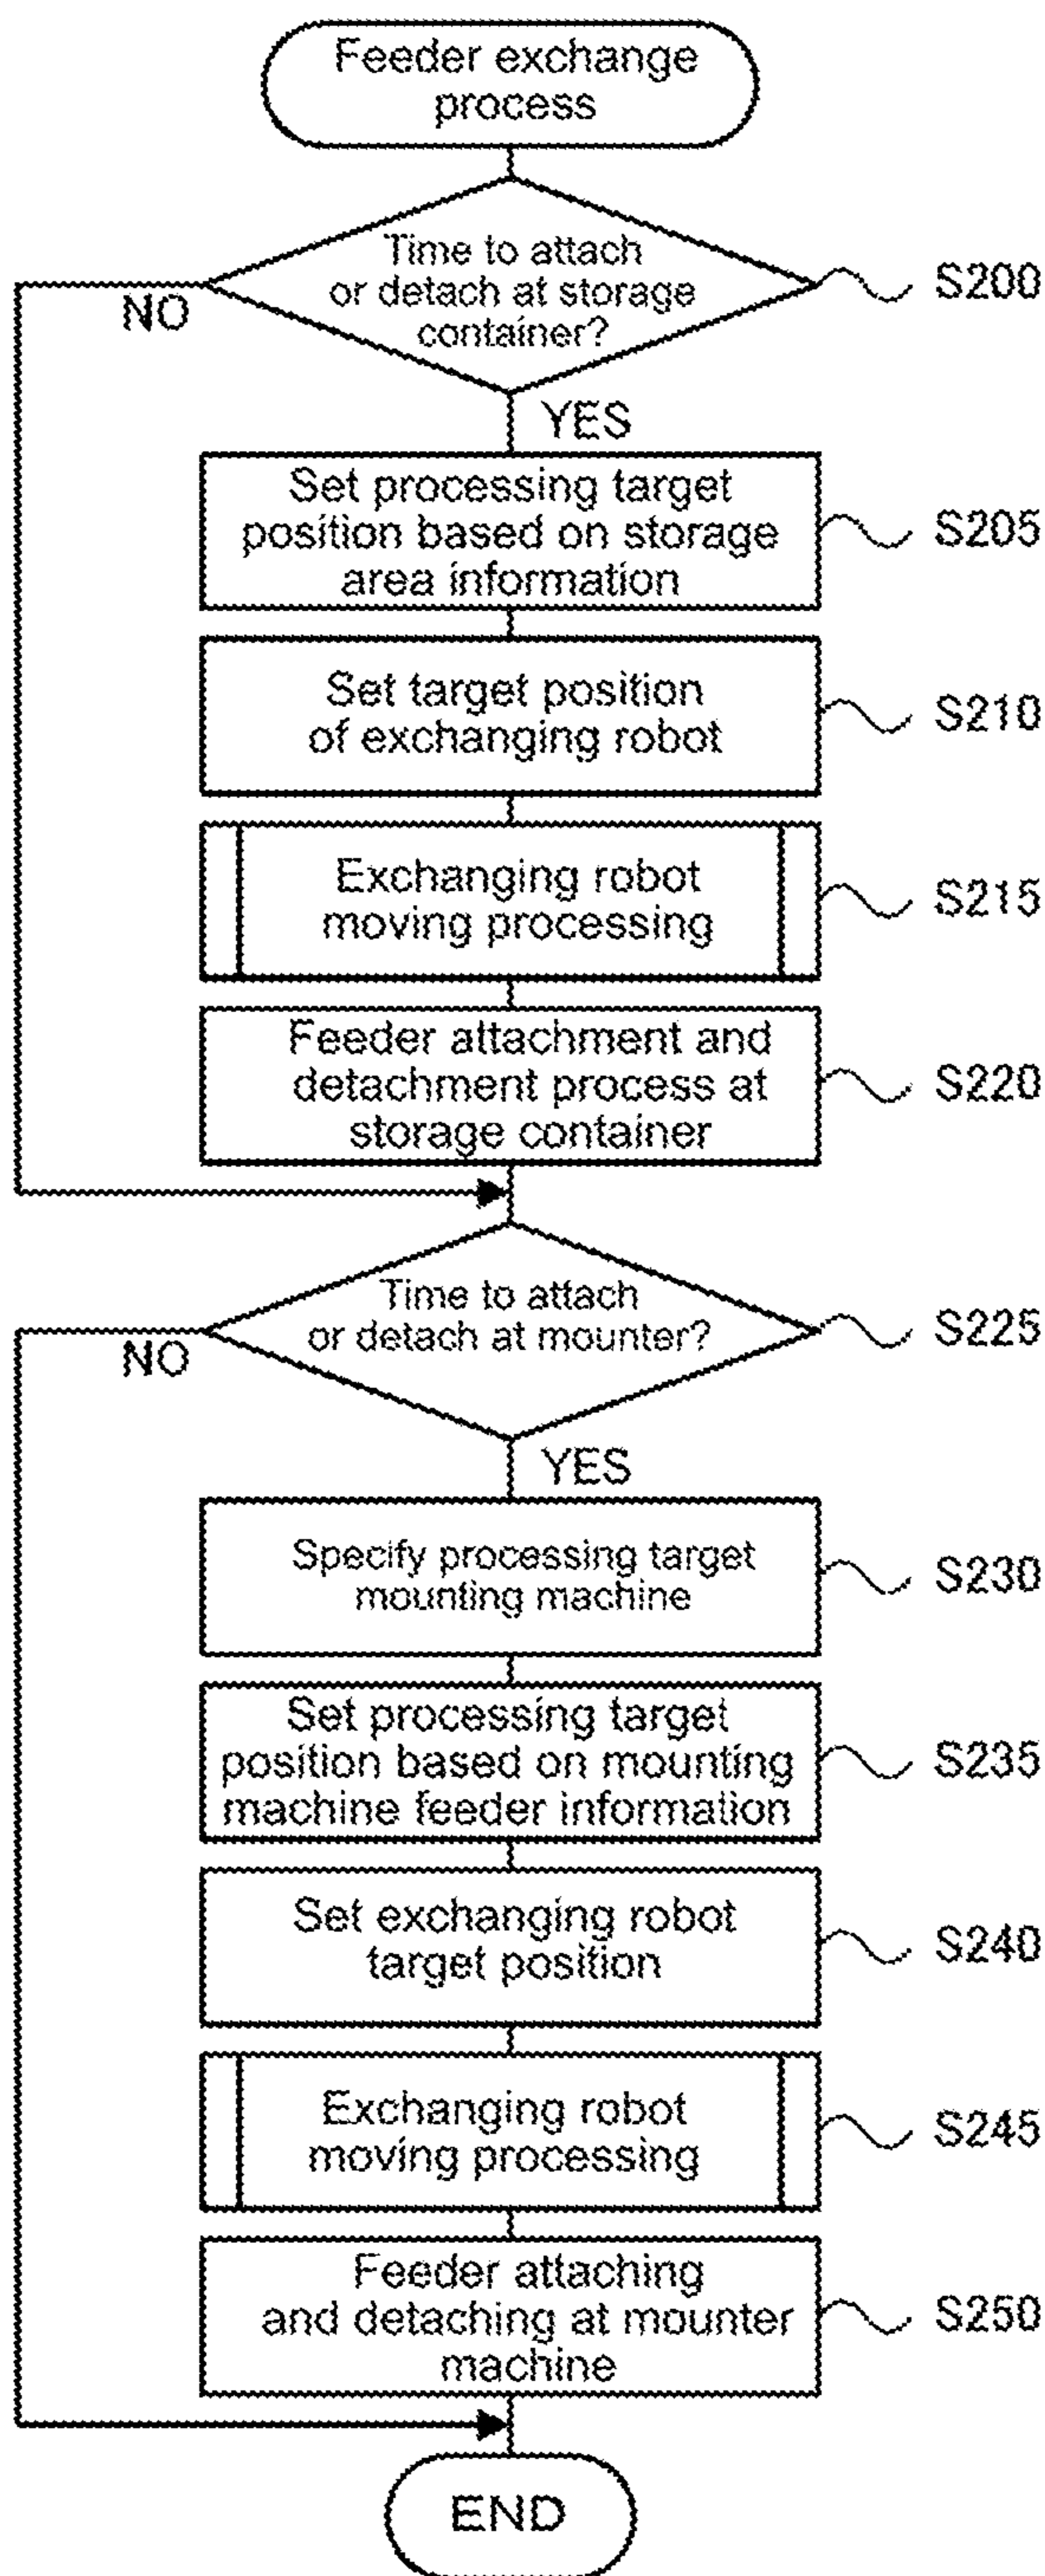 Feeder exchange
process
Time to attach
or detach at storage
container?
S200
NO
YES
Set processing target
position based on storage
area information
S205
Set target position
of exchanging robot
S210
Exchanging robot
moving processing
S215
Feeder attachment and
detachment process at
storage container
S220
Time to attach
or detach at mounter?
S225
NO
YES
Specify processing target
mounting machine
S230
Set processing target
position based on mounting
machine feeder information
S235
Set exchanging robot
target position
S240
Exchanging robot
moving processing
S245
Feeder attaching
and detaching at mounter
machine
S250
END